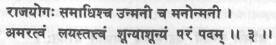 राजयोगः समाधिश्च उन्मनी च मनोन्मनी ।
अमरत्वं लयस्तत्त्वं शून्याशून्यं परं पदम् ॥ ३ ॥